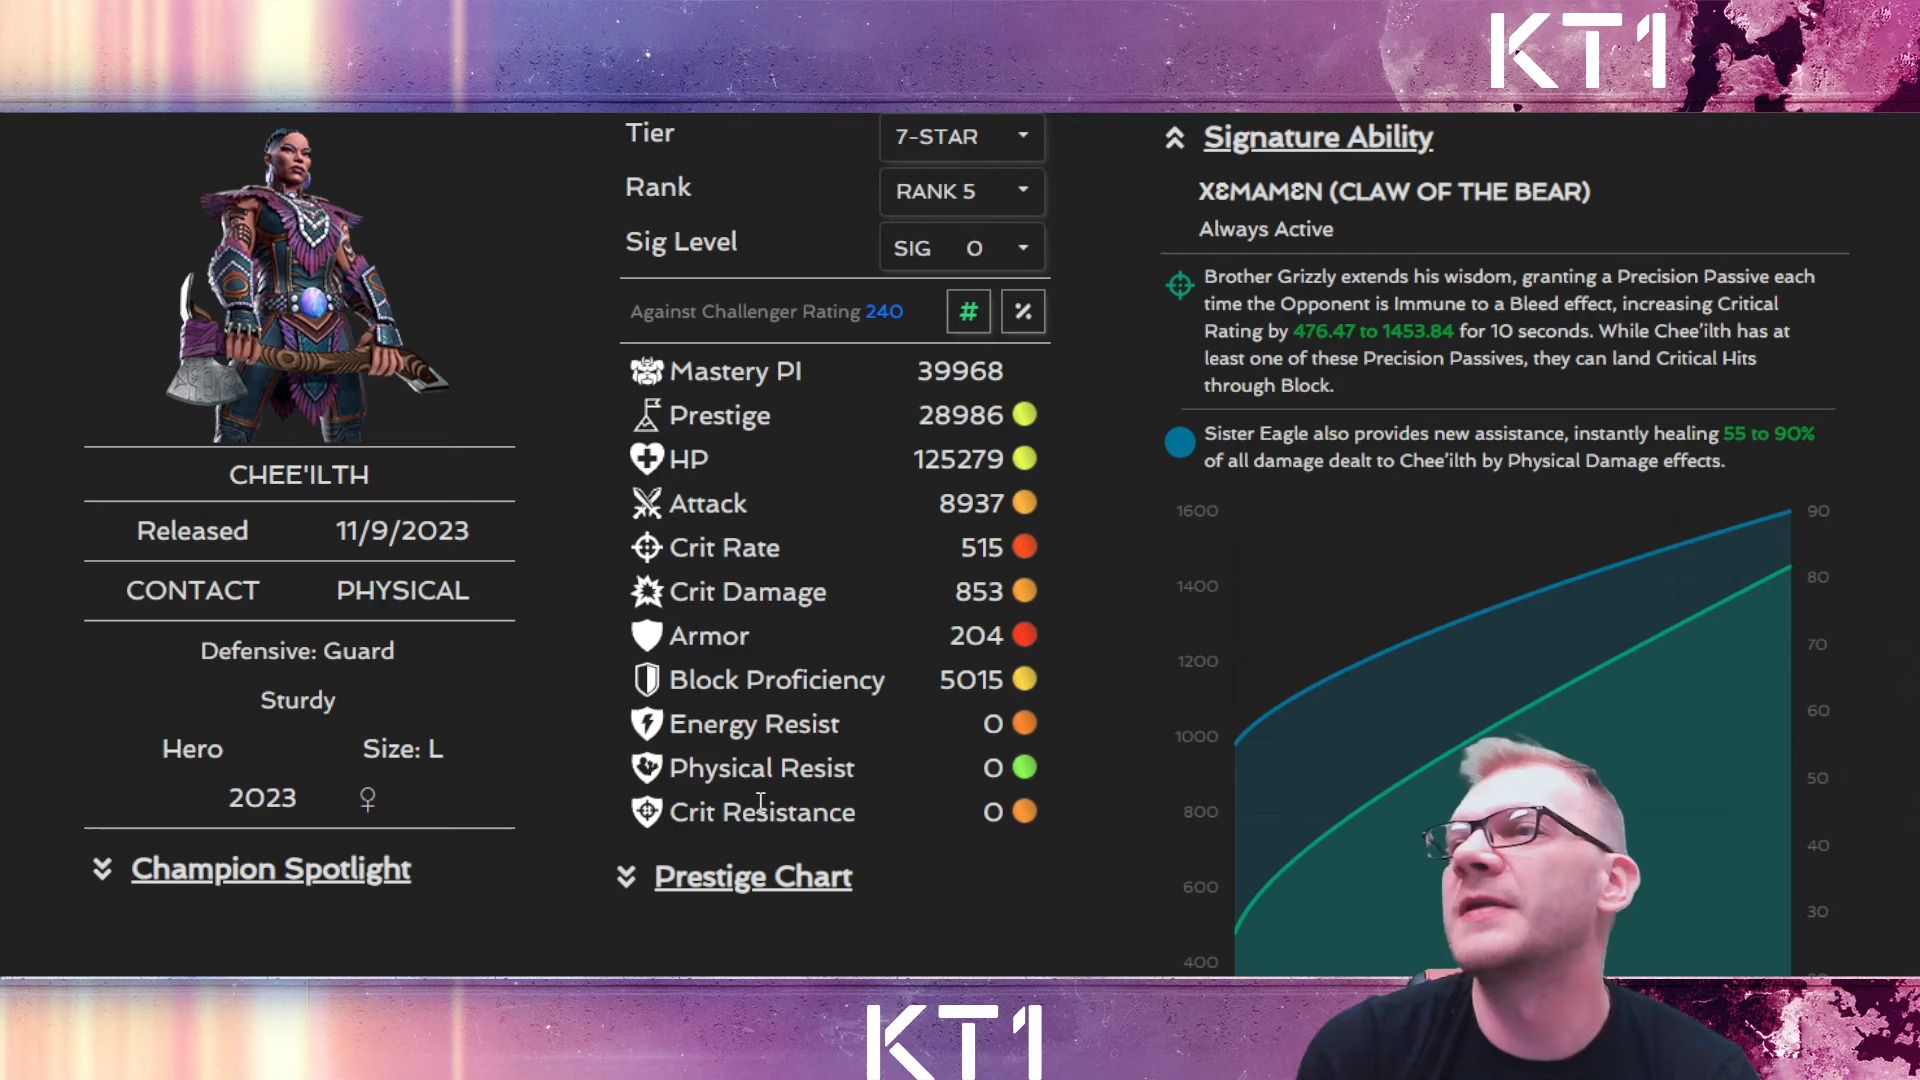 KT1
CHEE'ILTH
Released 11/9/2023
CONTACT PHYSICAL
Defensive: Guard
Sturdy
Hero Size: L
2023 ♀
Champion Spotlight
Tier 7-STAR
Rank RANK 5
Sig Level SIG 0
Against Challenger Rating 240 # %
Mastery PI 39968
Prestige 28986
HP 125279
Attack 8937
Crit Rate 515
Crit Damage 853
Armor 204
Block Proficiency 5015
Energy Resist 0
Physical Resist 0
Crit Resistance 0
Prestige Chart
Signature Ability
XƐMAMƐN (CLAW OF THE BEAR)
Always Active
Brother Grizzly extends his wisdom, granting a Precision Passive each
time the Opponent is Immune to a Bleed effect, increasing Critical
Rating by 476.47 to 1453.84 for 10 seconds. While Chee'ilth has at
least one of these Precision Passives, they can land Critical Hits
through Block.
Sister Eagle also provides new assistance, instantly healing 55 to 90%
of all damage dealt to Chee'ilth by Physical Damage effects.
1600 90
1400 80
1200 70
1000 60
800 50
600 40
400 30
KT1